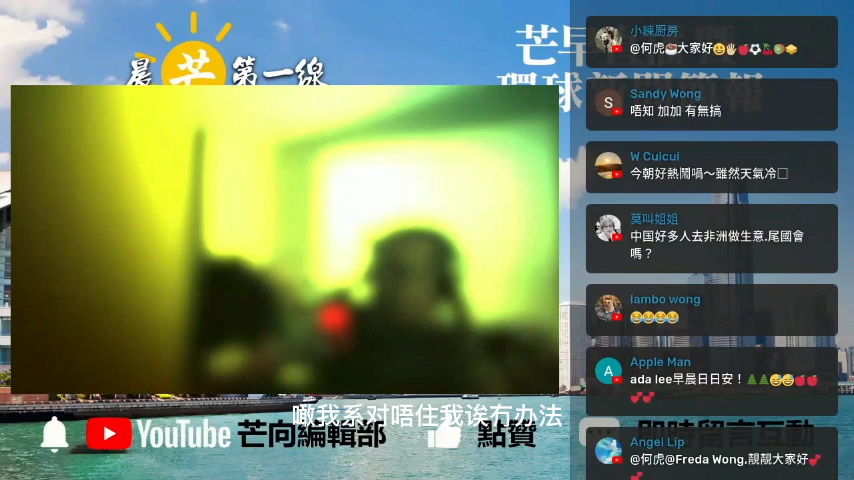 晨芒第一線
芒早
環球新聞簡報
小練厨房
@何虎☕大家好😀🖐🍎⚽🍒🥝🧽
Sandy Wong
唔知 加加 有無搞
W Cuicui
今朝好熱鬧喎～雖然天氣冷□
莫叫姐姐
中国好多人去非洲做生意.尾國會
嗎？
lambo wong
😂😂😂😂
Apple Man
ada lee早晨日日安！🌲🌲😅😅🍎🍎
💕💕
Angel Lip
@何虎@Freda Wong,靚靚大家好💕
噉我系对唔住我诶冇办法
YouTube 芒向編輯部 點贊 即時留言互動